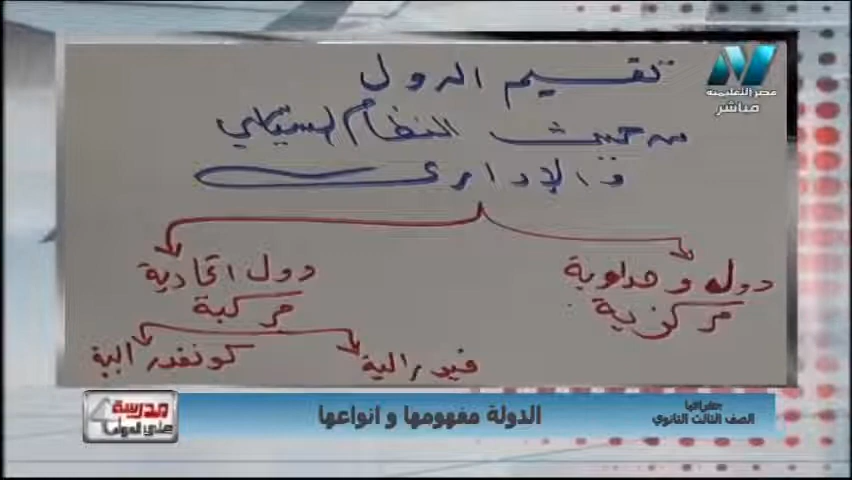 تقسيم الدول
من حيث النظام السياسي
والإداري
دول وحداوية
مركزية
دول اتحادية
مركبة
فيدرالية
كونفدرالية
مصر التعليمية
مباشر
جغرافيا
الصف الثالث الثانوي
الدولة مفهومها و انواعها
مدرسة
على الهواء